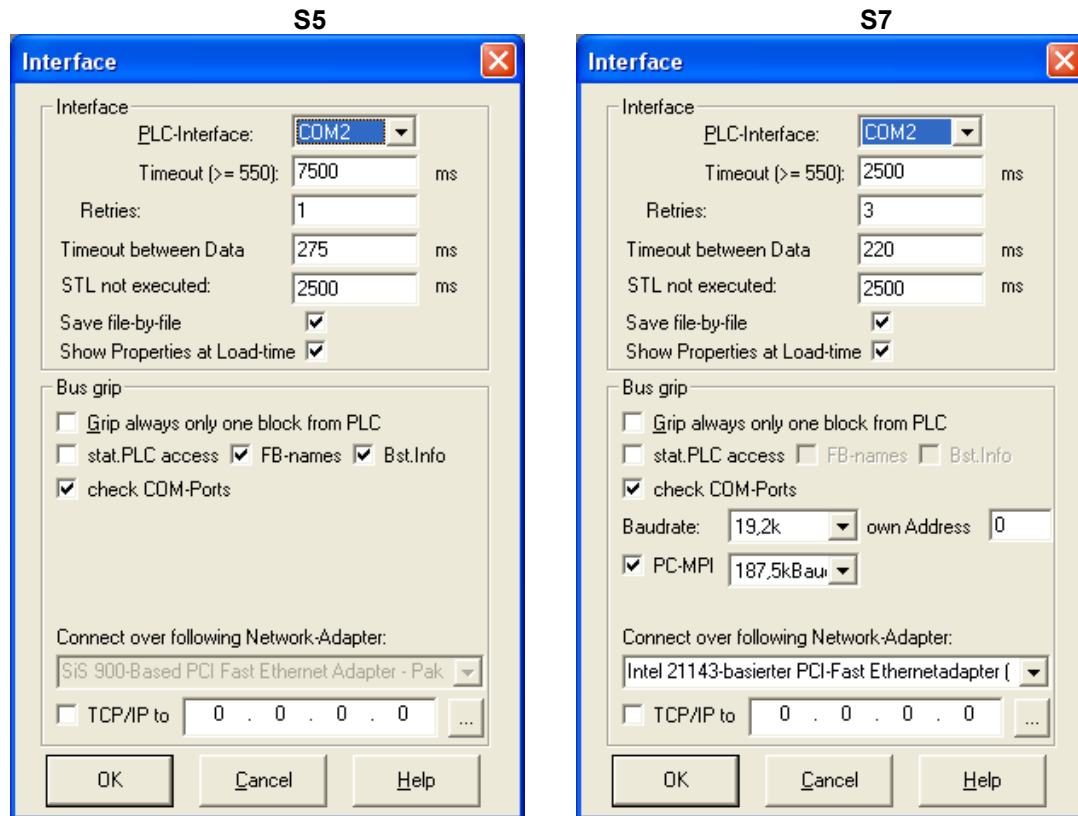 S5
Interface
Interface
PLC-Interface: COM2
Timeout (>= 550): 7500 ms
Retries: 1
Timeout between Data 275 ms
STL not executed: 2500 ms
Save file-by-file
Show Properties at Load-time
Bus grip
Grip always only one block from PLC
stat.PLC access FB-names Bst.Info
check COM-Ports
Connect over following Network-Adapter:
SiS 900-Based PCI Fast Ethernet Adapter - Pak
TCP/IP to 0 . 0 . 0 . 0 ...
OK Cancel Help
S7
Interface
Interface
PLC-Interface: COM2
Timeout (>= 550): 2500 ms
Retries: 3
Timeout between Data 220 ms
STL not executed: 2500 ms
Save file-by-file
Show Properties at Load-time
Bus grip
Grip always only one block from PLC
stat.PLC access FB-names Bst.Info
check COM-Ports
Baudrate: 19,2k own Address 0
PC-MPI 187,5kBau
Connect over following Network-Adapter:
Intel 21143-basierter PCI-Fast Ethernetadapter (
TCP/IP to 0 . 0 . 0 . 0 ...
OK Cancel Help